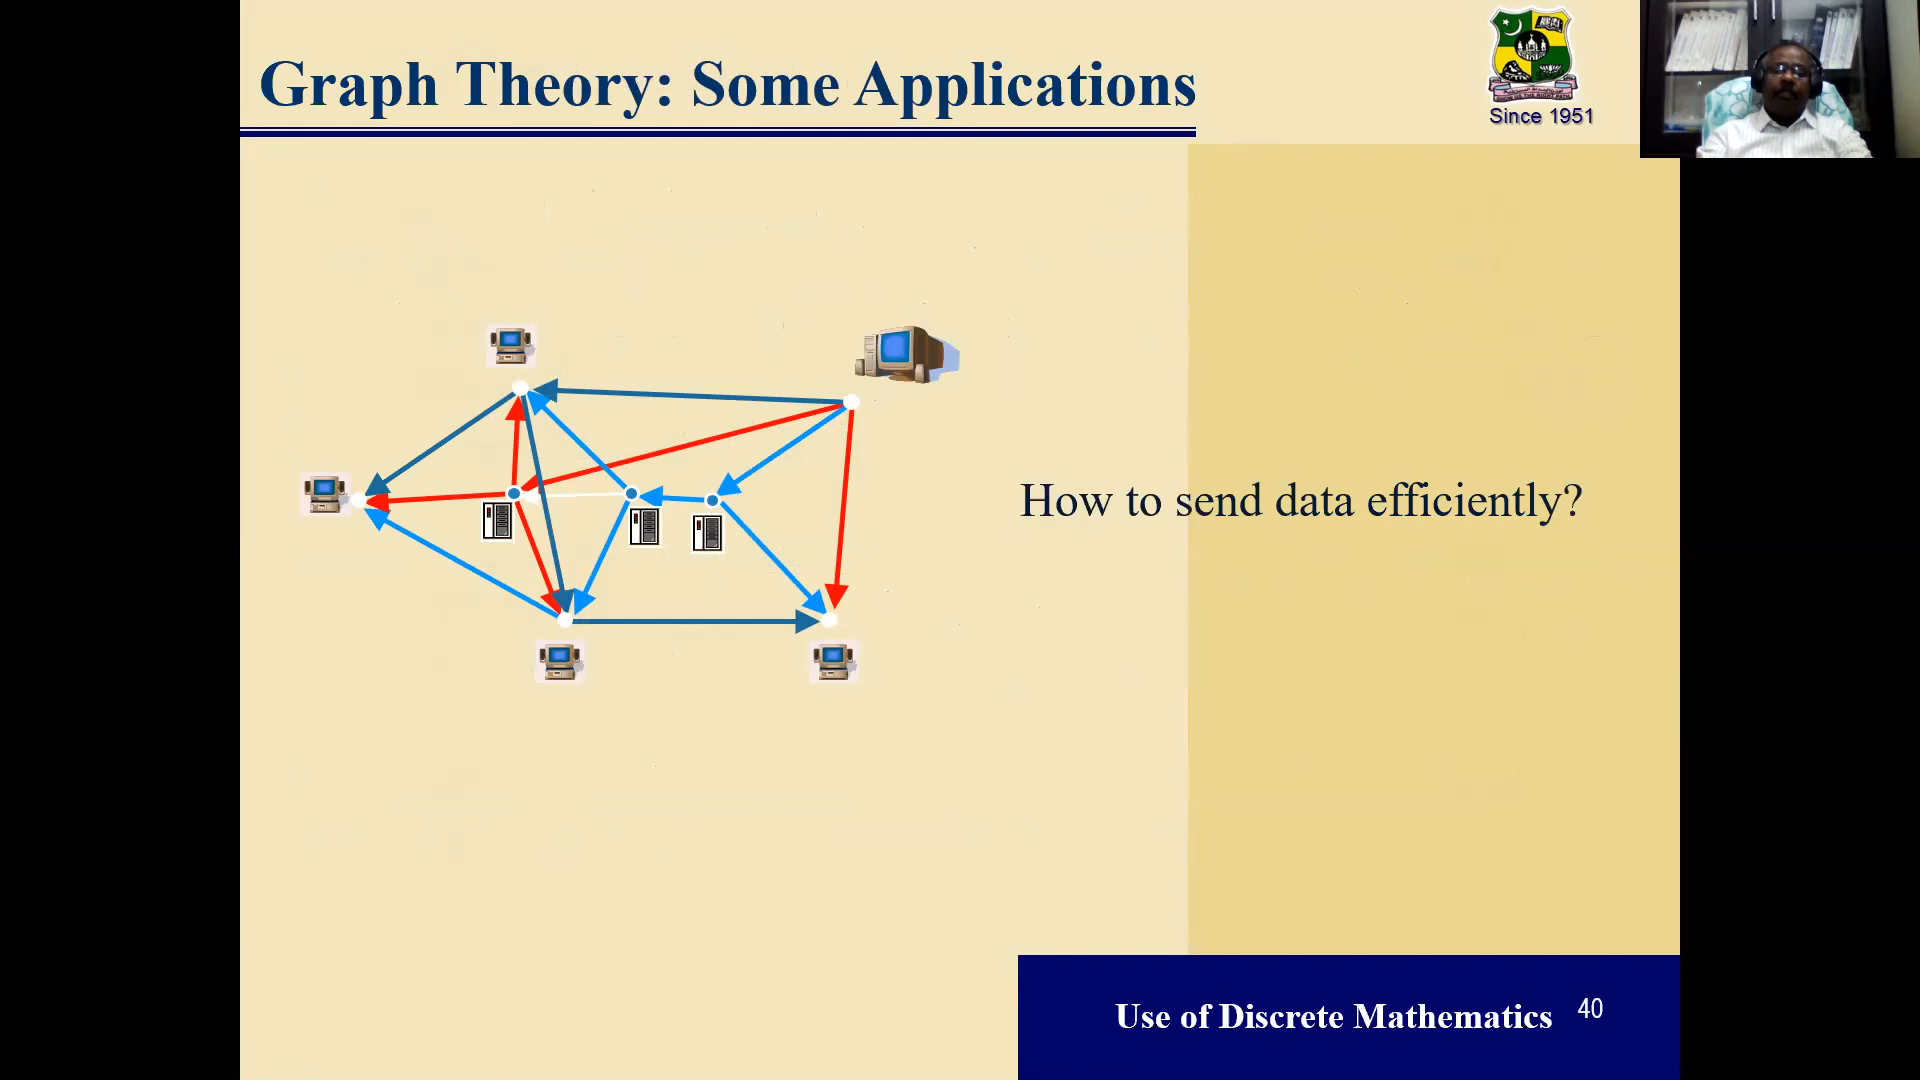 Graph Theory: Some Applications
Since 1951
How to send data efficiently?
Use of Discrete Mathematics 40